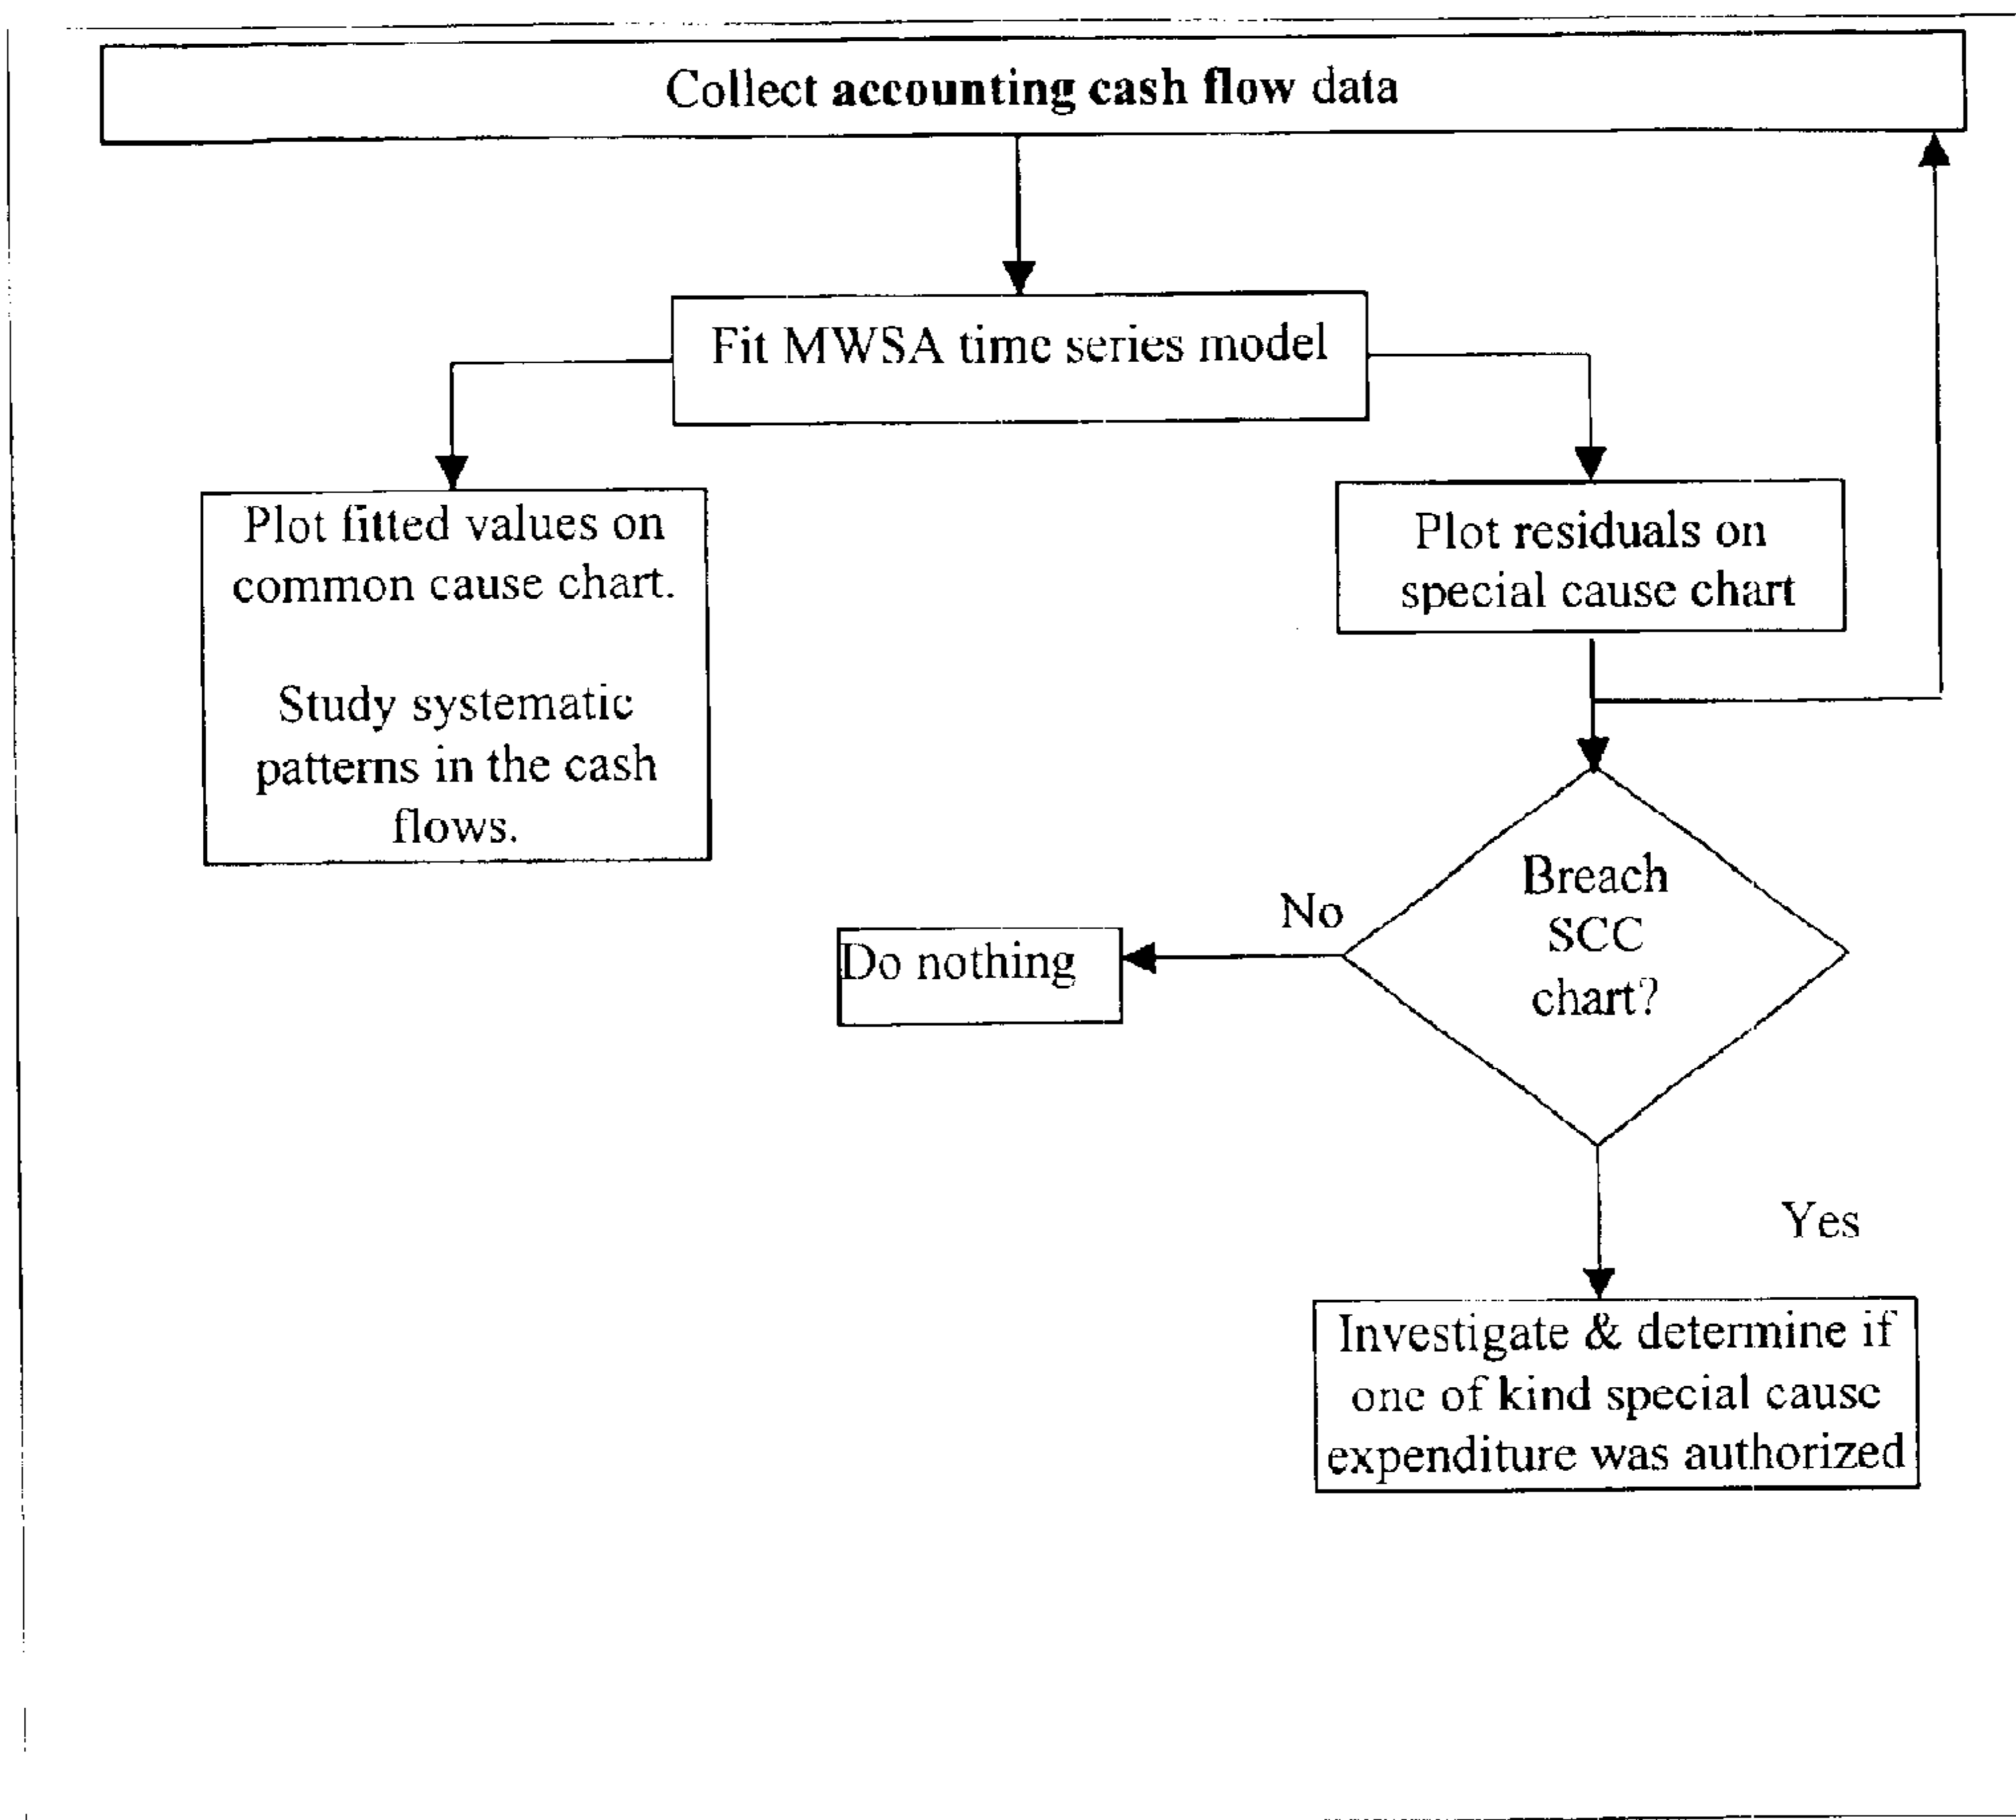 Collect accounting cash flow data
Fit MWSA time series model
Plot fitted values on
common cause chart.
Study systematic
patterns in the cash
flows.
Plot residuals on
special cause chart
Breach
SCC
chart?
No
Do nothing
Yes
Investigate & determine if
one of kind special cause
expenditure was authorized